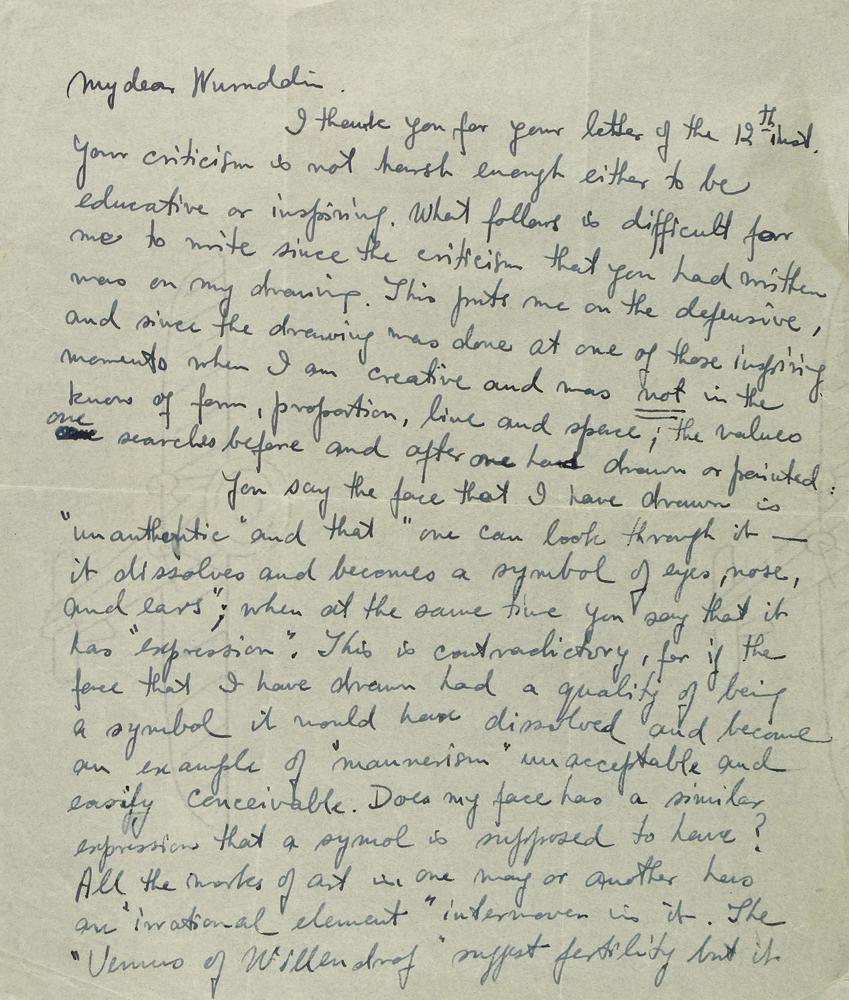 My dear Wurnddin.
I thank you for your letter of the 12th inst.
Your criticism is not harsh enough either to be
educative or inspiring. What follows is difficult for
me to write since the criticism that you had written
was on my drawing. This puts me on the defensive,
and since the drawing was done at one of those inspiring
moments when I am creative and was not in the
know of form, proportion, line and space; the values
one searches before and after one had drawn or painted:
You say the face that I have drawn is
"unauthentic" and that "one can look through it —
it dissolves and becomes a symbol of eyes, nose,
and ears"; when at the same time you say that it
has "expression". This is contradictory, for if the
face that I have drawn had a quality of being
a symbol it would have dissolved and become
an example of "mannerism" unacceptable and
easily conceivable. Does my face has a similar
expression that a symol is supposed to have?
All the works of art in one way or another has
an "irrational element" interwoven in it. The
"Vennus of Willendrof" suggest fertility but it